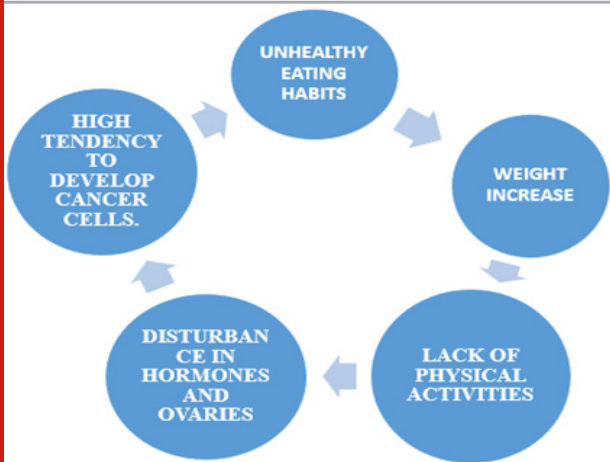 UNHEALTHY
EATING
HABITS
WEIGHT
INCREASE
LACK OF
PHYSICAL
ACTIVITIES
DISTURBAN
CE IN
HORMONES
AND
OVARIES
HIGH
TENDENCY
TO
DEVELOP
CANCER
CELLS.